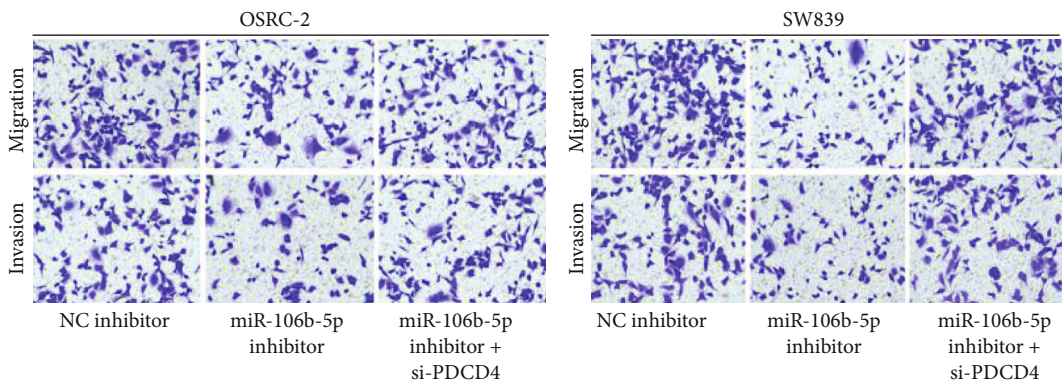 OSRC-2
SW839
Migration
Invasion
NC inhibitor
miR-106b-5p
inhibitor
miR-106b-5p
inhibitor +
si-PDCD4
Migration
Invasion
NC inhibitor
miR-106b-5p
inhibitor
miR-106b-5p
inhibitor +
si-PDCD4